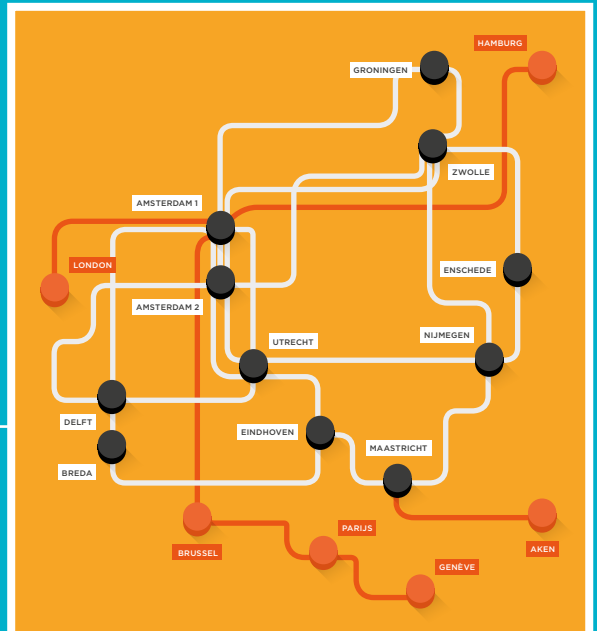 HAMBURG
GRONINGEN
ZWOLLE
AMSTERDAM 1
LONDON
ENSCHEDE
AMSTERDAM 2
NIJMEGEN
UTRECHT
DELFT
EINDHOVEN
MAASTRICHT
BREDA
PARIJS
BRUSSEL
AKEN
GENÈVE